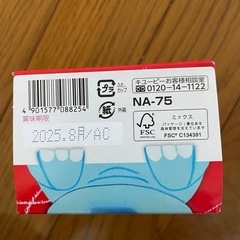 キユーピーお客様相談室
0120-14-1122
プラ
ふた,
カップ
紙
外箱
NA-75
4 901577 088254
賞味期限
2025.8月/AC
ミックス
FSC
FSC® C134391